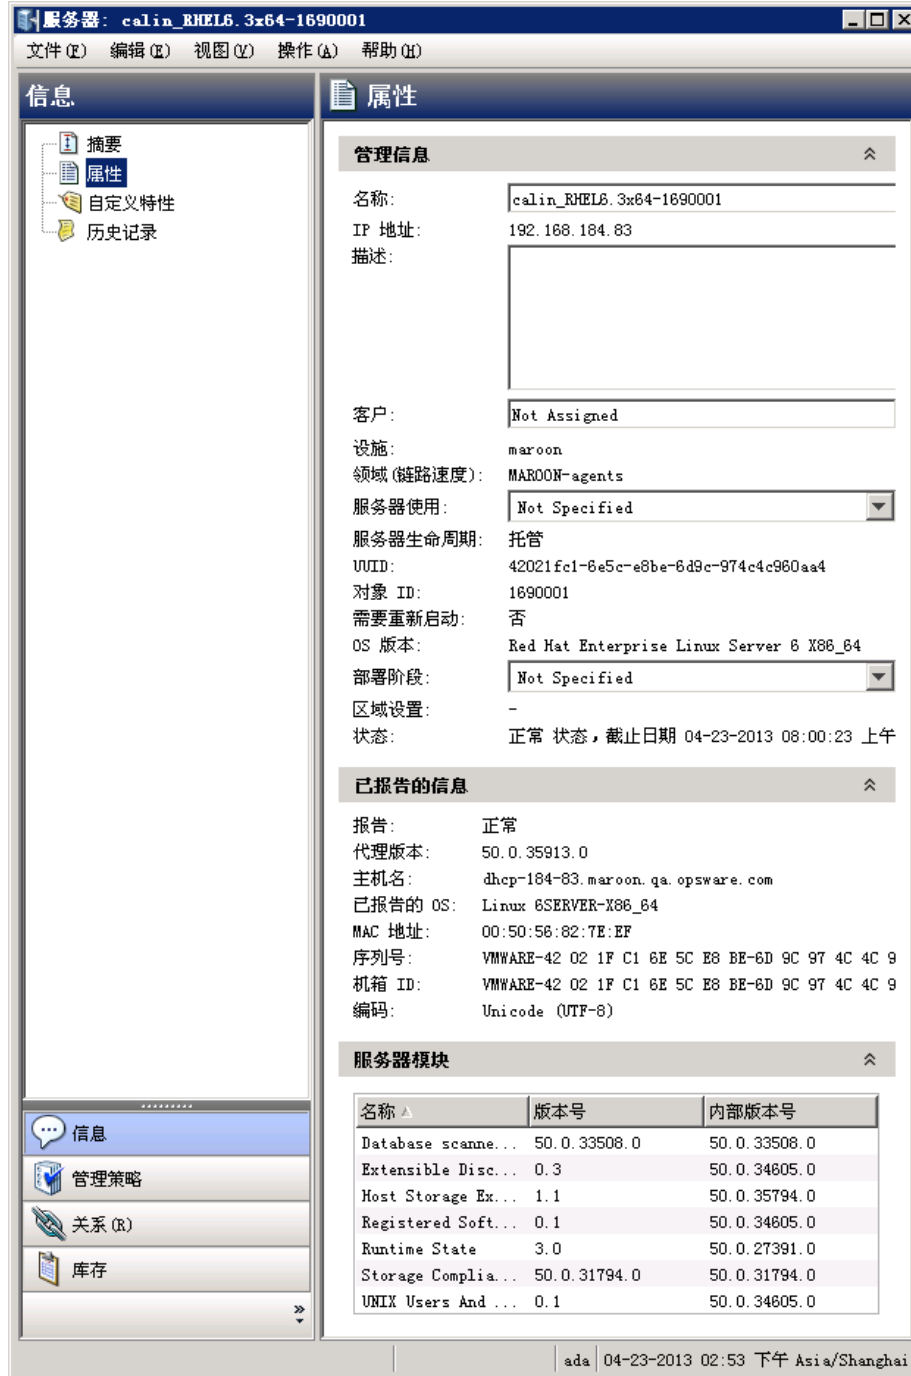 服务器: calin_RHEL6.3x64-1690001
文件(F) 编辑(E) 视图(V) 操作(A) 帮助(H)
信息
摘要
属性
自定义特性
历史记录
信息
管理策略
关系(R)
库存
属性
管理信息
名称: calin_RHEL6.3x64-1690001
IP 地址: 192.168.184.83
描述:
客户: Not Assigned
设施: maroon
领域(链路速度): MAROON-agents
服务器使用: Not Specified
服务器生命周期: 托管
UUID: 42021fc1-6e5c-e8be-6d9c-974c4c960aa4
对象 ID: 1690001
需要重新启动: 否
OS 版本: Red Hat Enterprise Linux Server 6 X86_64
部署阶段: Not Specified
区域设置: -
状态: 正常 状态，截止日期 04-23-2013 08:00:23 上午
已报告的信息
报告: 正常
代理版本: 50.0.35913.0
主机名: dhcp-184-83.maroon.qa.opsware.com
已报告的 OS: Linux 6SERVER-X86_64
MAC 地址: 00:50:56:82:7E:EF
序列号: VMWARE-42 02 1F C1 6E 5C E8 BE-6D 9C 97 4C 4C 9
机箱 ID: VMWARE-42 02 1F C1 6E 5C E8 BE-6D 9C 97 4C 4C 9
编码: Unicode (UTF-8)
服务器模块
名称 版本号 内部版本号
Database scanne... 50.0.33508.0 50.0.33508.0
Extensible Disc... 0.3 50.0.34605.0
Host Storage Ex... 1.1 50.0.35794.0
Registered Soft... 0.1 50.0.34605.0
Runtime State 3.0 50.0.27391.0
Storage Complia... 50.0.31794.0 50.0.31794.0
UNIX Users And ... 0.1 50.0.34605.0
ada 04-23-2013 02:53 下午 Asia/Shanghai